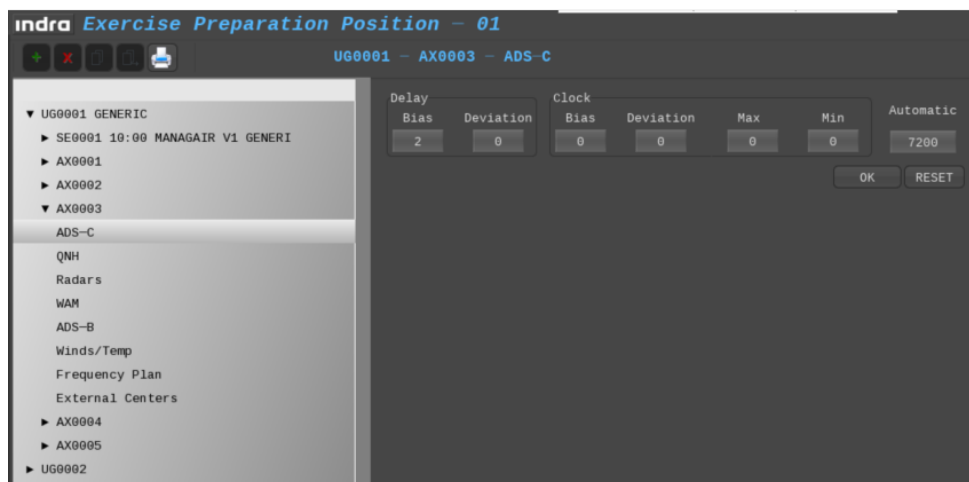 indra Exercise Preparation Position — 01
UG0001 — AX0003 — ADS-C
▼ UG0001 GENERIC
► SE0001 10:00 MANAGAIR V1 GENERI
► AX0001
► AX0002
▼ AX0003
ADS-C
QNH
Radars
WAM
ADS-B
Winds/Temp
Frequency Plan
External Centers
► AX0004
► AX0005
► UG0002
Delay Clock
Bias Deviation Bias Deviation Max Min Automatic
2 0 0 0 0 0 7200
OK RESET